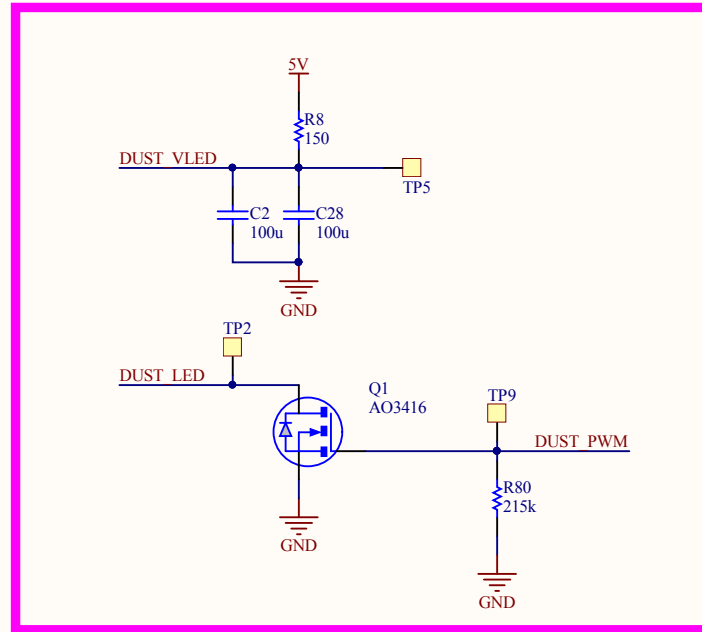 5V
R8
150
DUST_VLED
TP5
C2
100u
C28
100u
GND
TP2
DUST_LED
Q1
AO3416
TP9
DUST_PWM
R80
215k
GND
GND